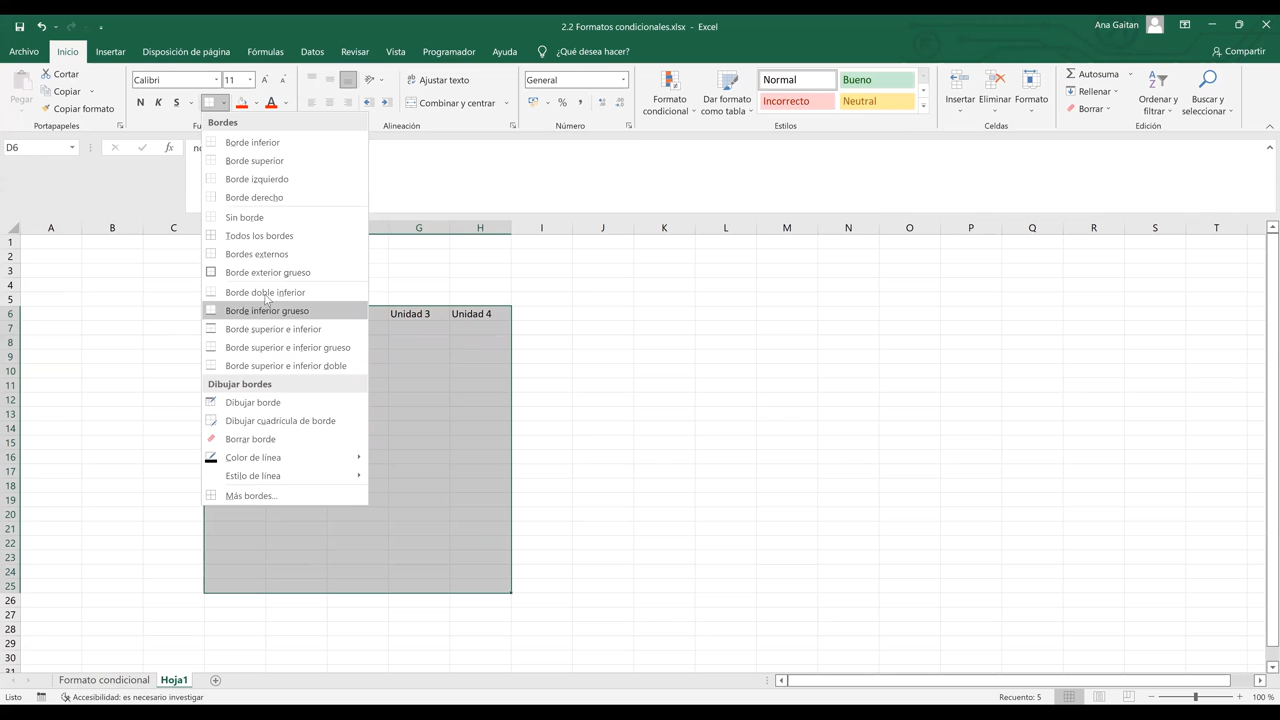 2.2 Formatos condicionales.xlsx - Excel
Ana Gaitan
Archivo Inicio Insertar Disposición de página Fórmulas Datos Revisar Vista Programador Ayuda ¿Qué desea hacer? Compartir
Pegar
Cortar
Copiar
Copiar formato
Portapapeles
Calibri 11
N K S
Ajustar texto
Combinar y centrar
Alineación
General
% 000
Número
Formato condicional
Dar formato como tabla
Normal Bueno
Incorrecto Neutral
Estilos
Insertar Eliminar Formato
Celdas
Autosuma
Rellenar
Borrar
Ordenar y filtrar
Buscar y seleccionar
Edición
D6
fx
Bordes
Borde inferior
Borde superior
Borde izquierdo
Borde derecho
Sin borde
Todos los bordes
Bordes externos
Borde exterior grueso
Borde doble inferior
Borde inferior grueso
Borde superior e inferior
Borde superior e inferior grueso
Borde superior e inferior doble
Dibujar bordes
Dibujar borde
Dibujar cuadrícula de borde
Borrar borde
Color de línea
Estilo de línea
Más bordes...
A B C G H I J K L M N O P Q R S T
1
2
3
4
5
6 Unidad 3 Unidad 4
7
8
9
10
11
12
13
14
15
16
17
18
19
20
21
22
23
24
25
26
27
28
29
30
31
Formato condicional Hoja1
Listo Accesibilidad: es necesario investigar Recuento: 5 100 %